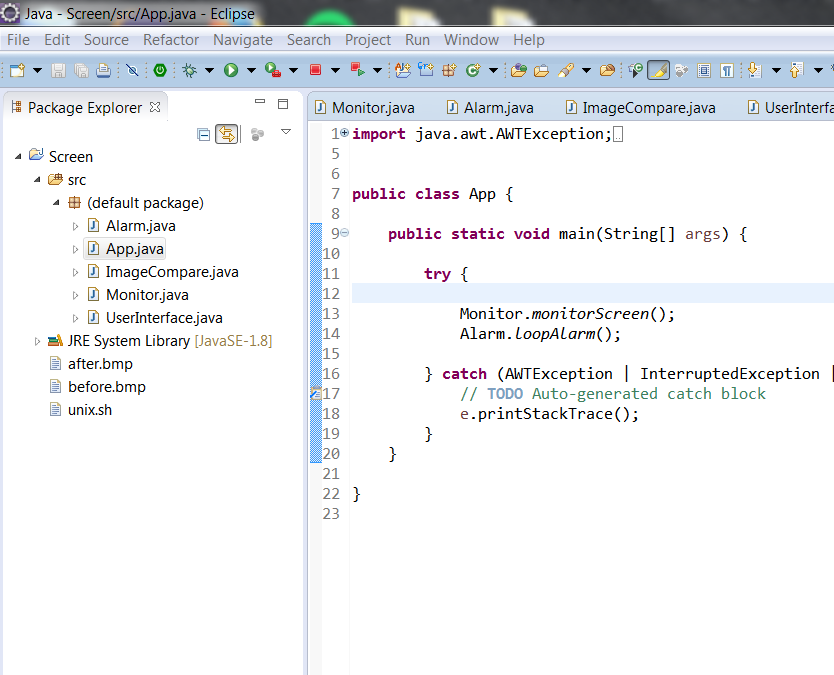 Java - Screen/src/App.java - Eclipse
File Edit Source Refactor Navigate Search Project Run Window Help
Package Explorer
Screen
src
(default package)
Alarm.java
App.java
ImageCompare.java
Monitor.java
UserInterface.java
JRE System Library [JavaSE-1.8]
after.bmp
before.bmp
unix.sh
Monitor.java Alarm.java ImageCompare.java UserInterfa
1 import java.awt.AWTException;
5
6
7 public class App {
8
9 public static void main(String[] args) {
10
11 try {
12
13 Monitor.monitorScreen();
14 Alarm.loopAlarm();
15
16 } catch (AWTException | InterruptedException |
17 // TODO Auto-generated catch block
18 e.printStackTrace();
19 }
20 }
21
22 }
23